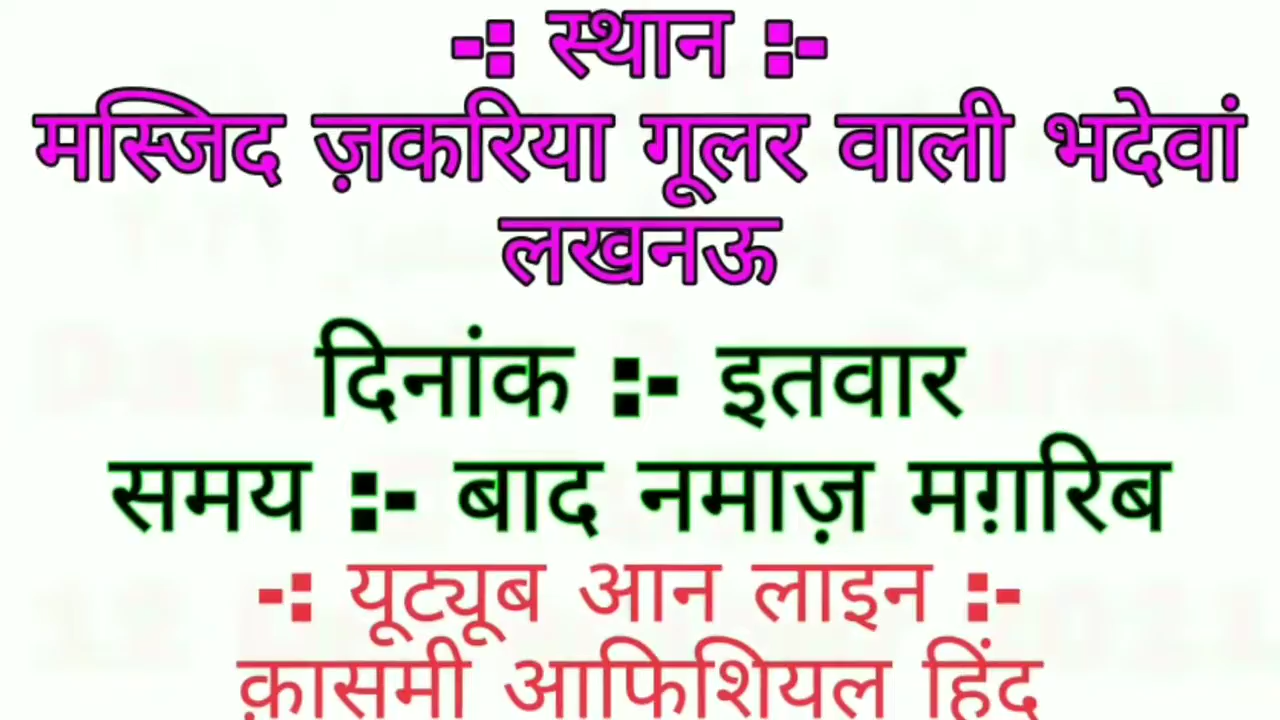 -: स्थान :-
मस्जिद ज़करिया गूलर वाली भदेवां
लखनऊ
दिनांक :- इतवार
समय :- बाद नमाज़ मग़रिब
-: यूट्यूब आन लाइन :-
क़ासमी आफिशियल हिंद